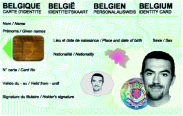 BELGIQUE BELGIË BELGIEN BELGIUM
CARTE D'IDENTITE IDENTITEITSKAART PERSONALAUSWEIS IDENTITY CARD
Nom / Name
Prénoms / Given names
Lieu et date de naissance / Place and date of birth Sexe / Sex
Nationalité / Nationality
N° carte / Card No
Valide du - au / Valid from - until
Signature du titulaire / Holder's signature